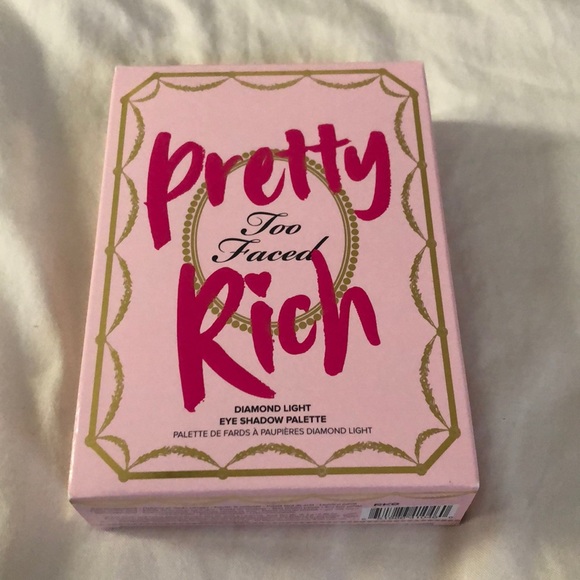 Pretty
Too
Faced
Rich
DIAMOND LIGHT
EYE SHADOW PALETTE
PALETTE DE FARDS À PAUPIÈRES DIAMOND LIGHT